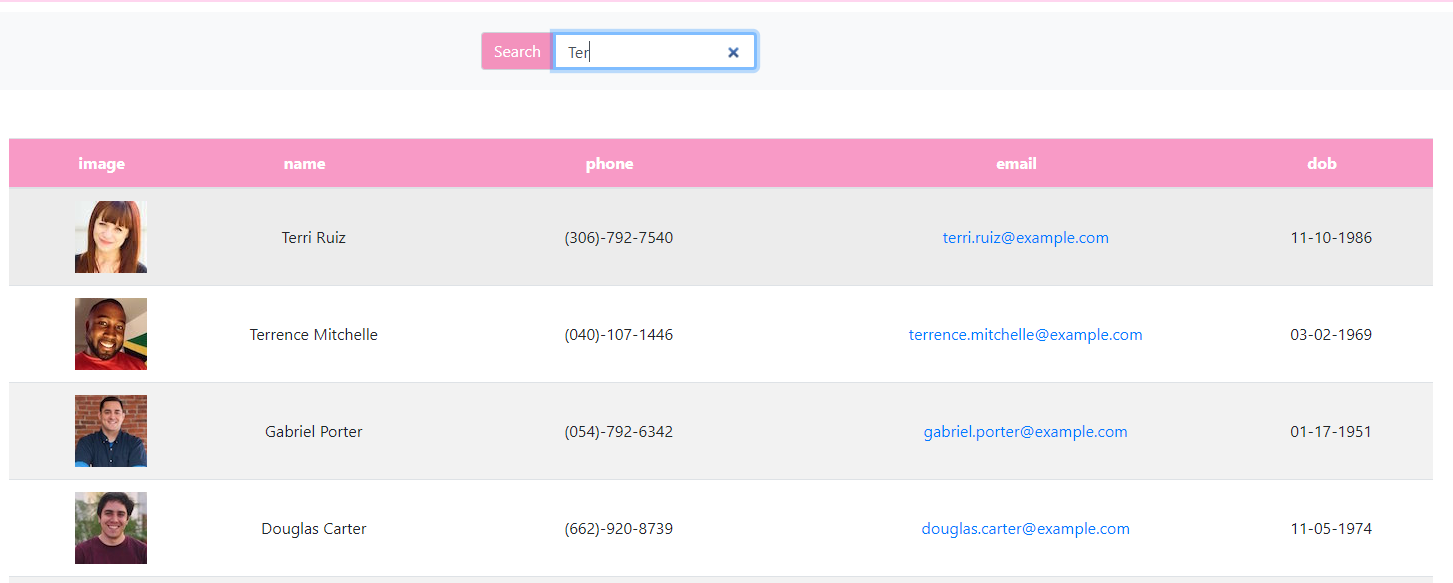 Search Ter
image name phone email dob
Terri Ruiz (306)-792-7540 terri.ruiz@example.com 11-10-1986
Terrence Mitchelle (040)-107-1446 terrence.mitchelle@example.com 03-02-1969
Gabriel Porter (054)-792-6342 gabriel.porter@example.com 01-17-1951
Douglas Carter (662)-920-8739 douglas.carter@example.com 11-05-1974